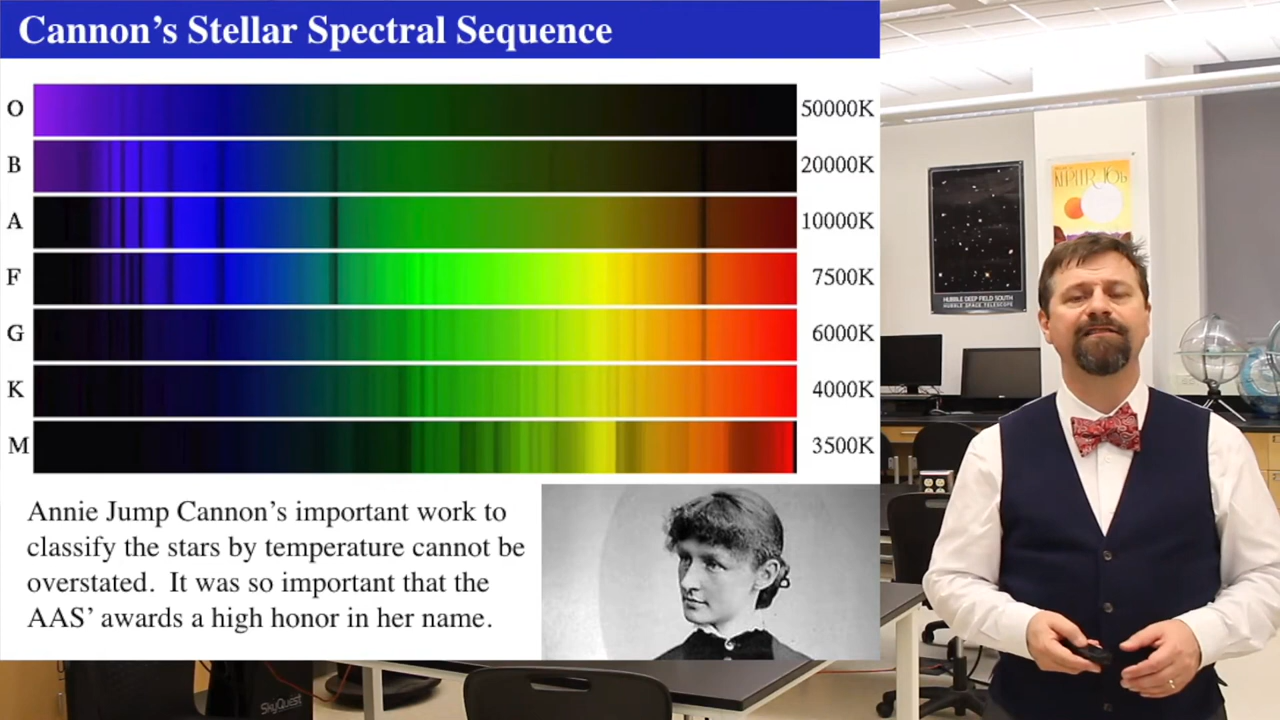 Cannon's Stellar Spectral Sequence
O 50000K
B 20000K
A 10000K
F 7500K
G 6000K
K 4000K
M 3500K
Annie Jump Cannon's important work to
classify the stars by temperature cannot be
overstated. It was so important that the
AAS' awards a high honor in her name.
HUBBLE DEEP FIELD SOUTH
HUBBLE SPACE TELESCOPE
SkyQuest